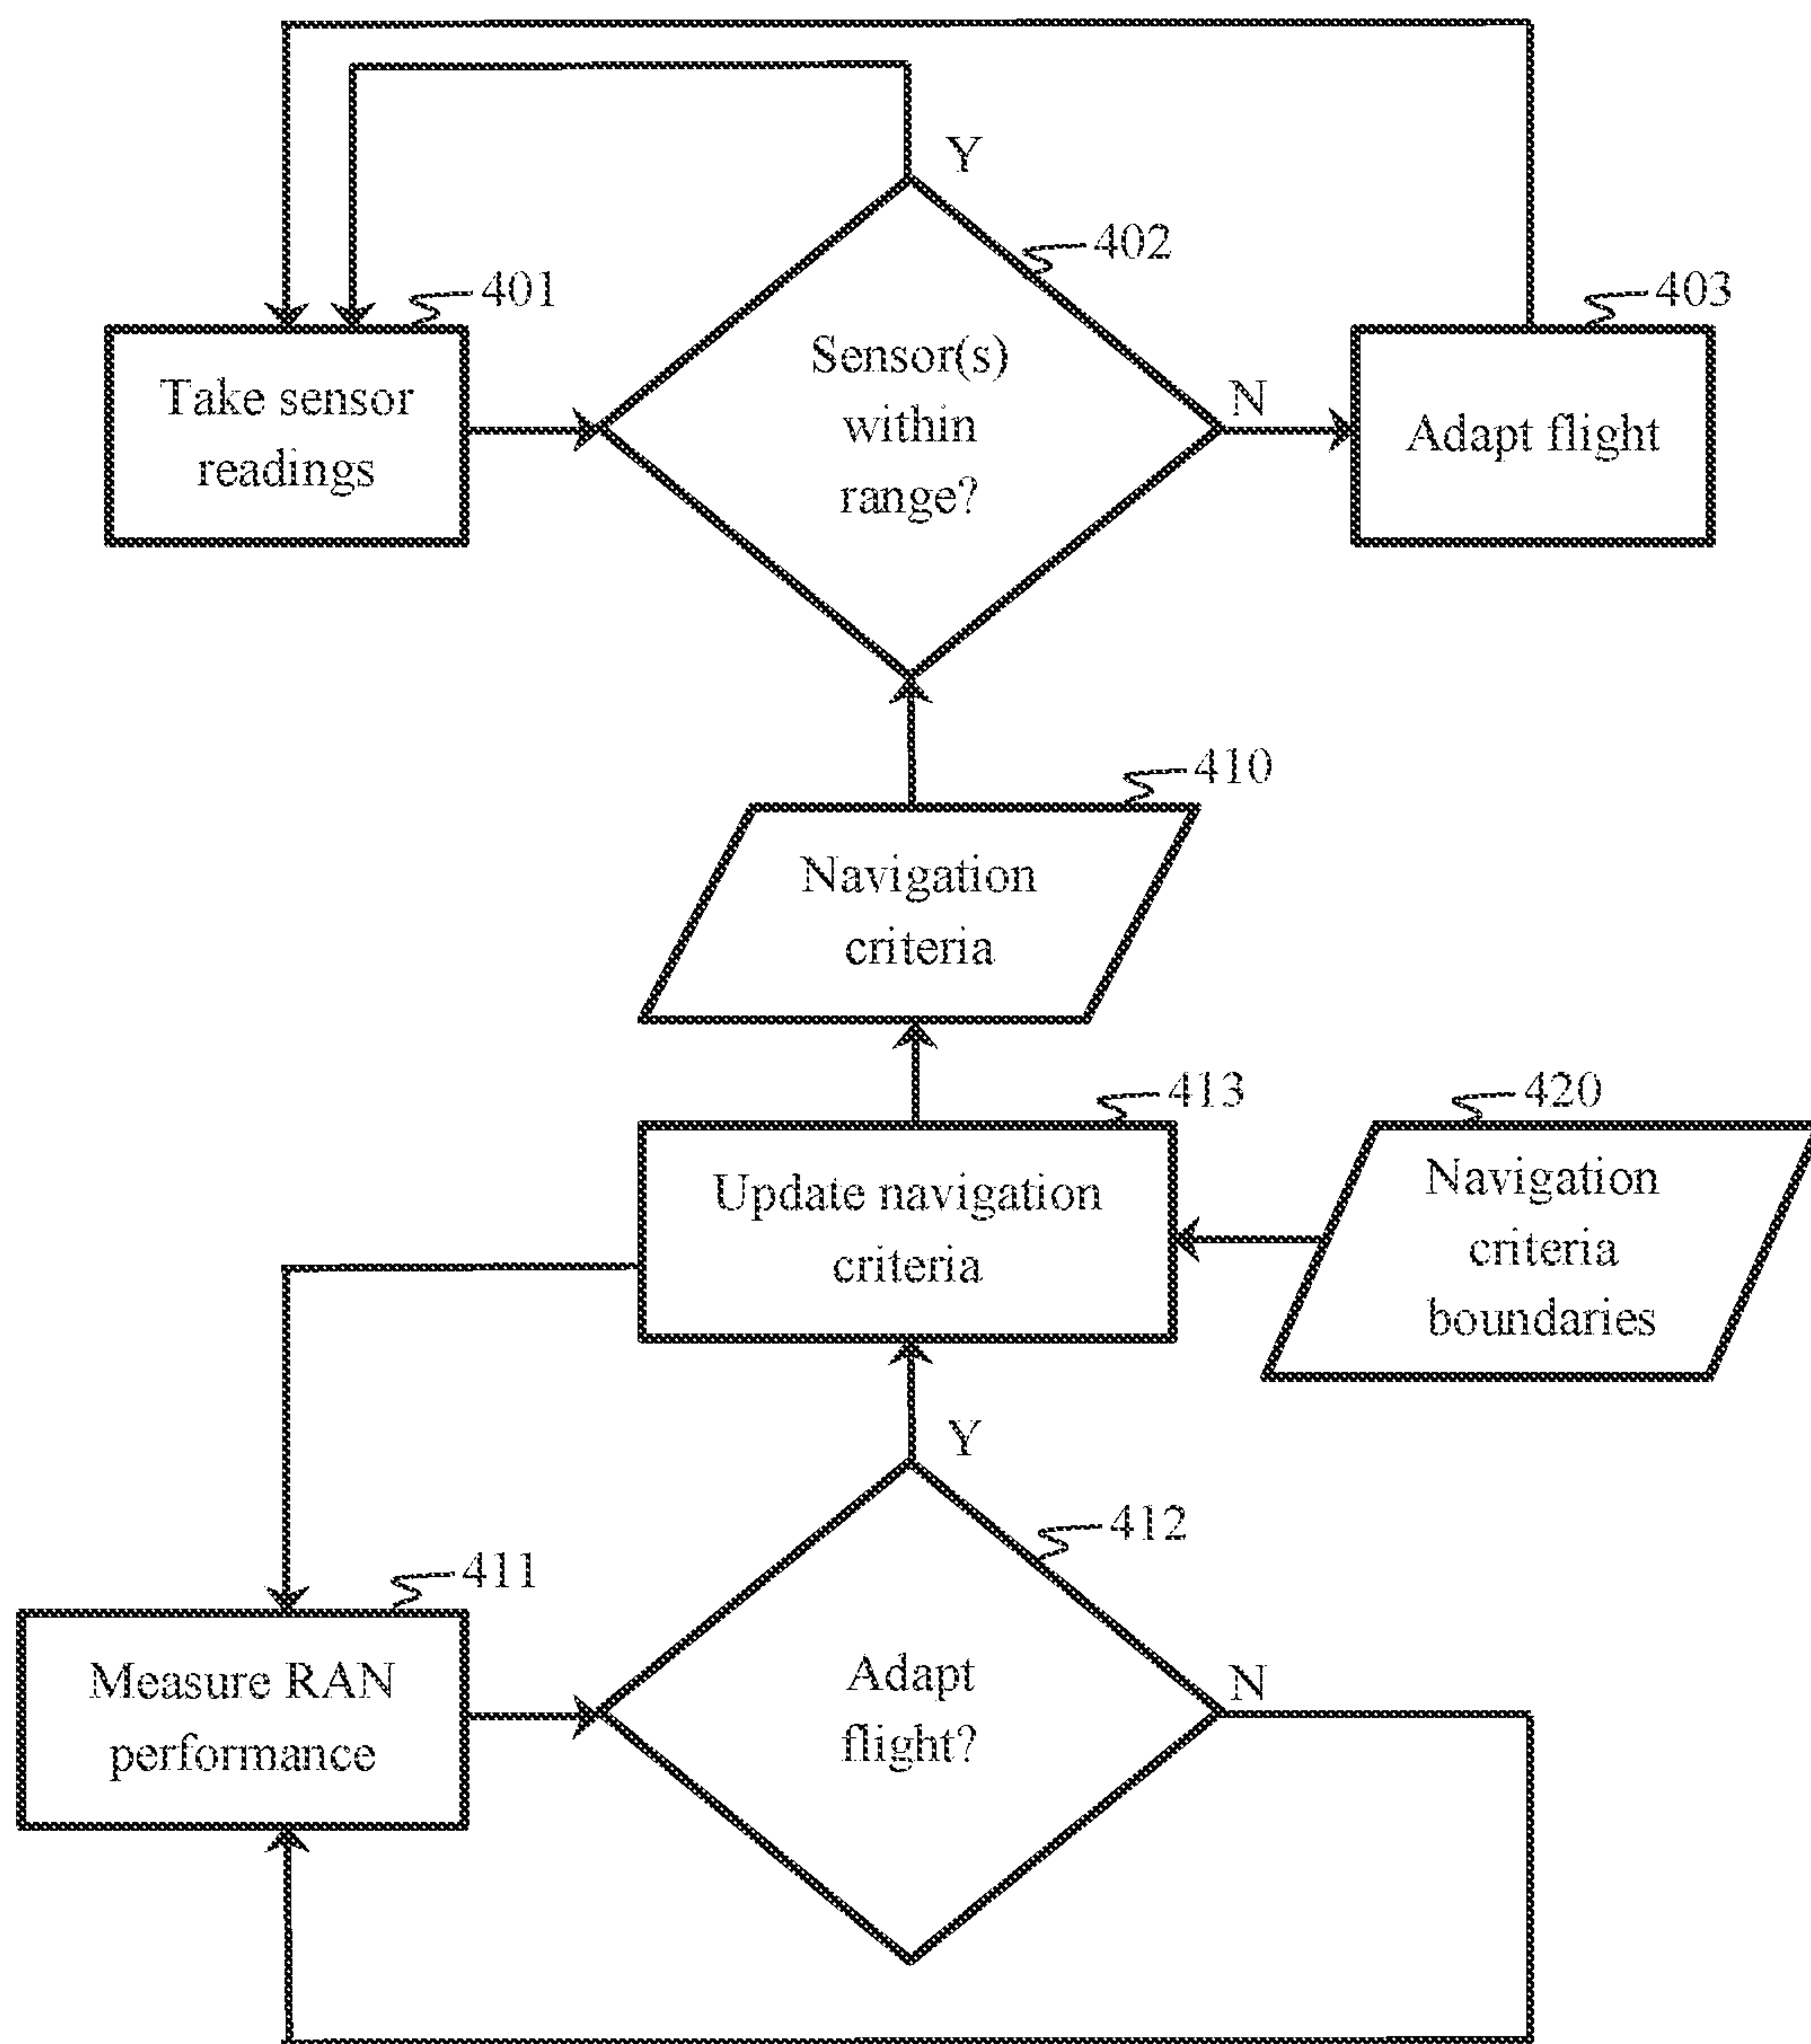 Y
402
401
403
Take sensor
readings
Sensor(s)
within
range?
N
Adapt flight
410
Navigation
criteria
413
420
Update navigation
criteria
Navigation
criteria
boundaries
Y
412
411
Measure RAN
performance
Adapt
flight?
N